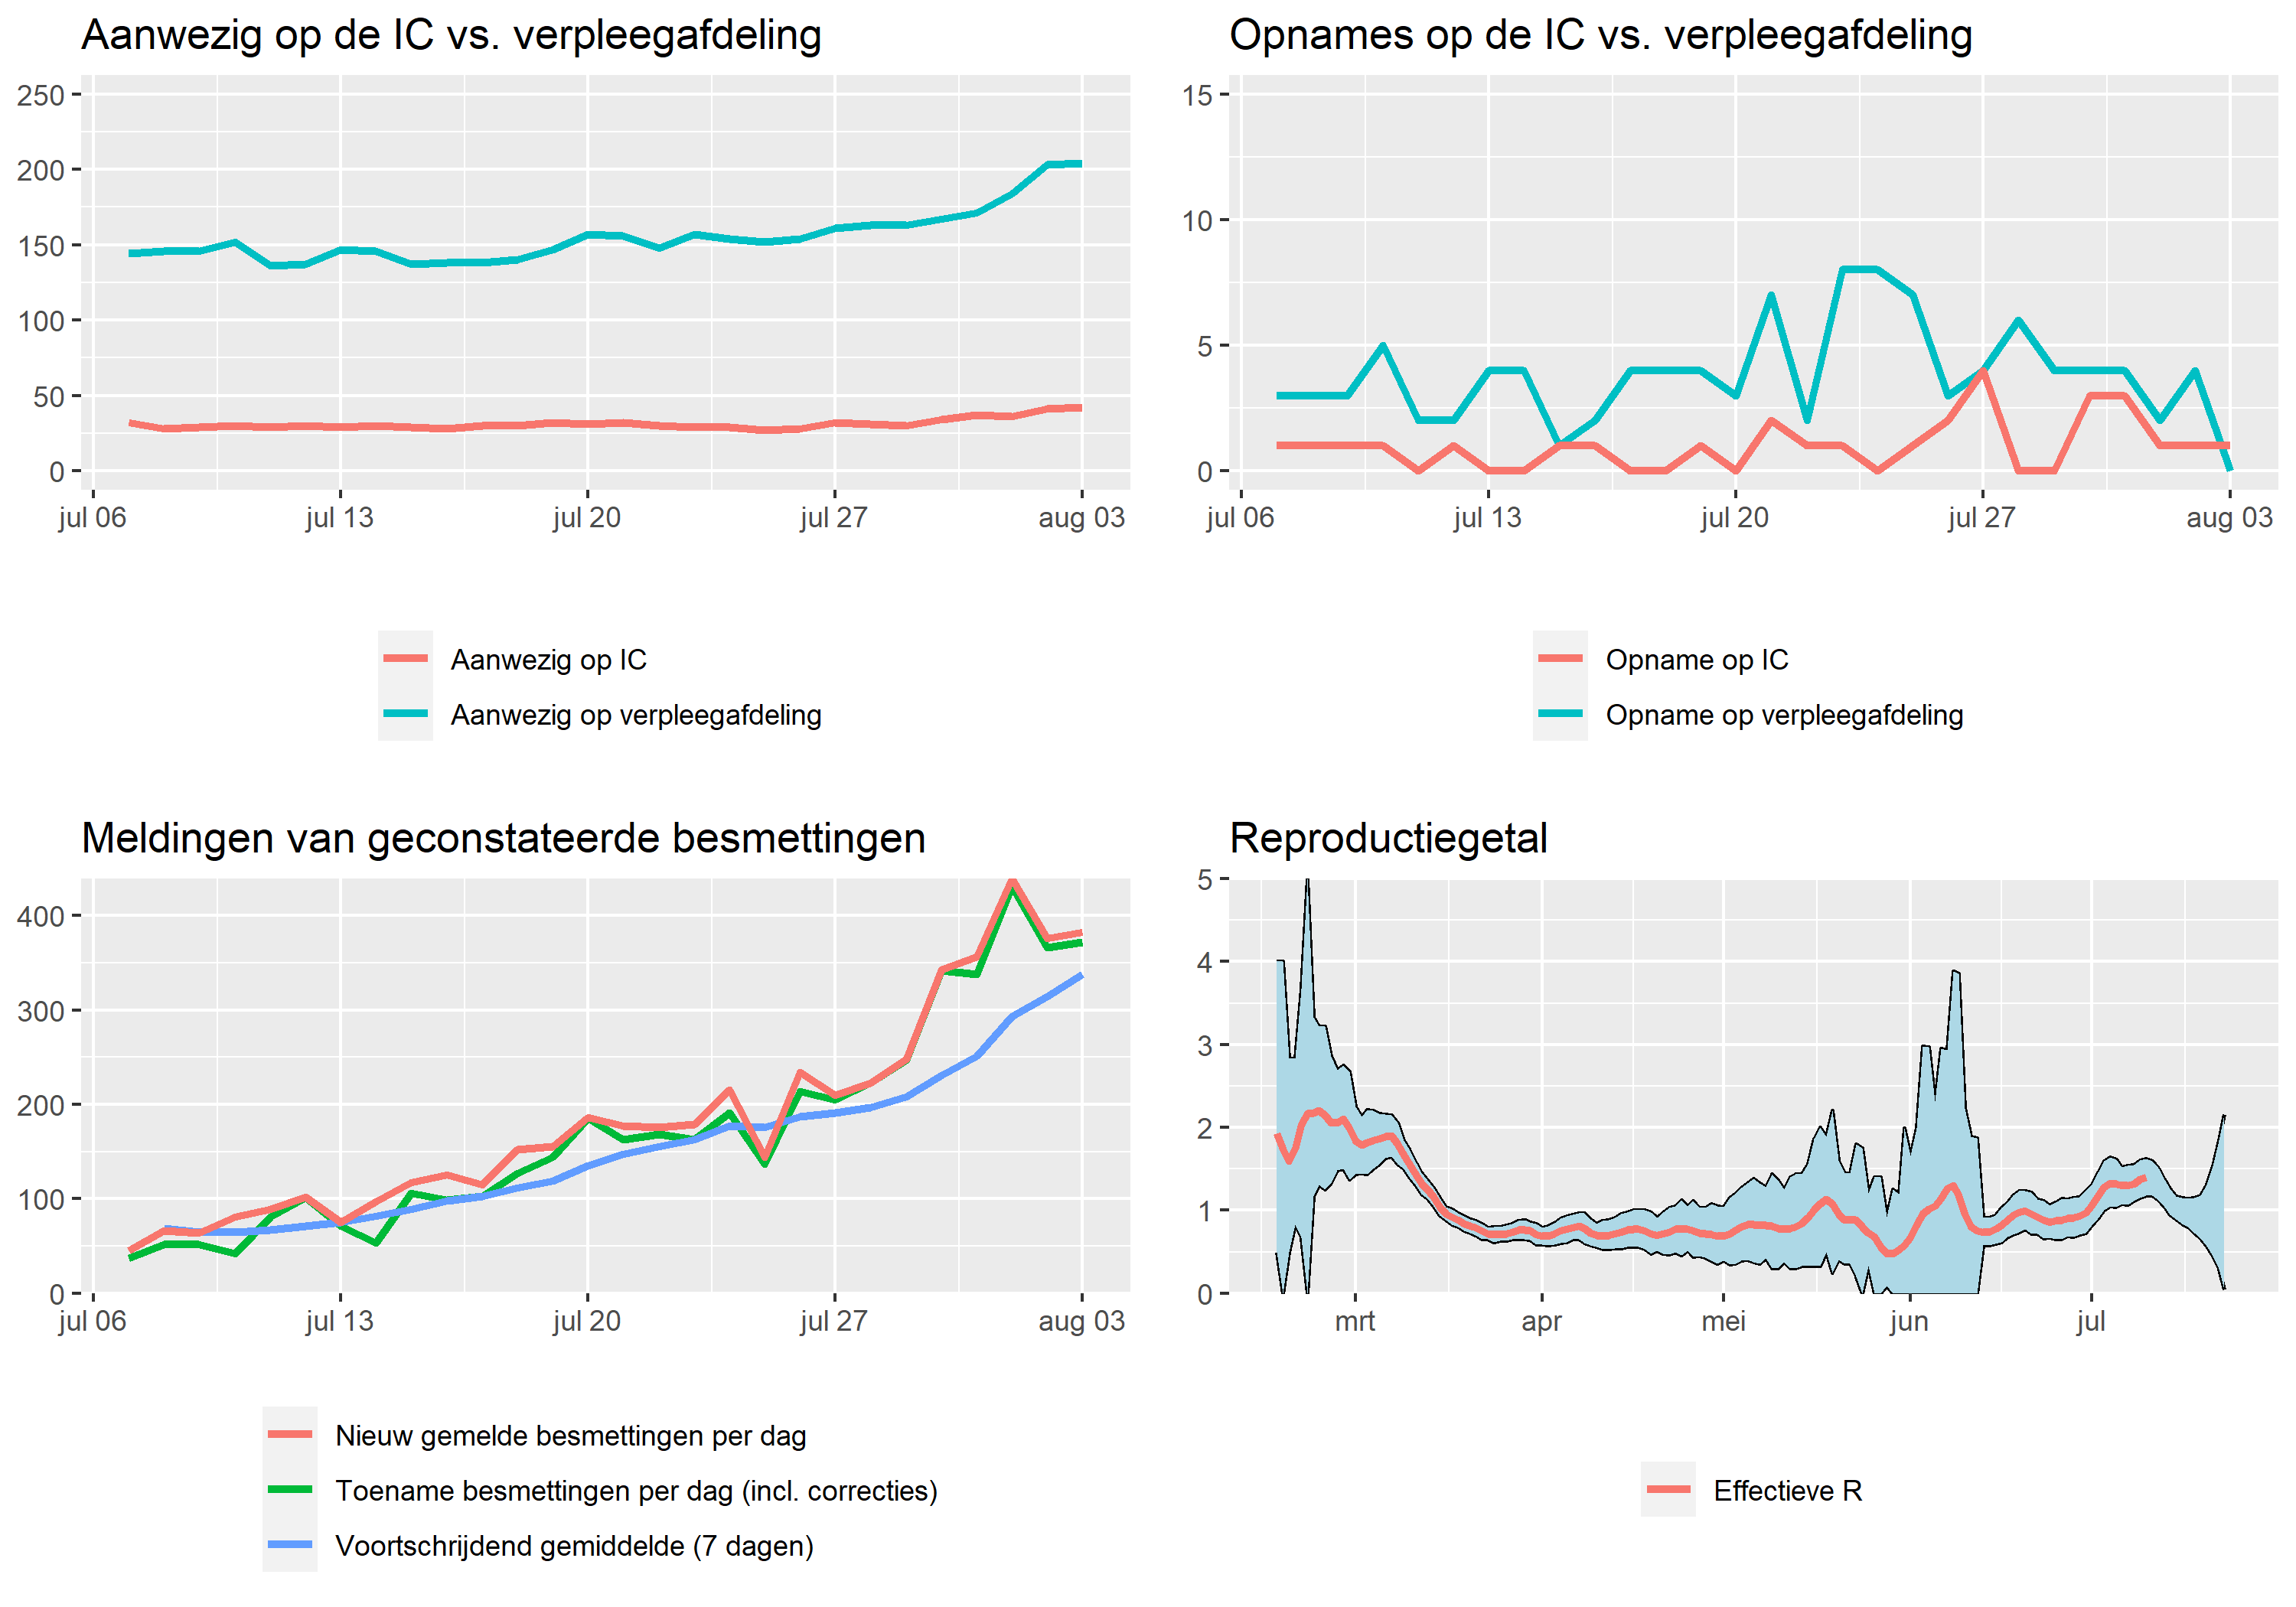 Aanwezig op de IC vs. verpleegafdeling
250
200
150
100
50
0
jul 06 jul 13 jul 20 jul 27 aug 03
Aanwezig op IC
Aanwezig op verpleegafdeling
Opnames op de IC vs. verpleegafdeling
15
10
5
0
jul 06 jul 13 jul 20 jul 27 aug 03
Opname op IC
Opname op verpleegafdeling
Meldingen van geconstateerde besmettingen
400
300
200
100
0
jul 06 jul 13 jul 20 jul 27 aug 03
Nieuw gemelde besmettingen per dag
Toename besmettingen per dag (incl. correcties)
Voortschrijdend gemiddelde (7 dagen)
Reproductiegetal
5
4
3
2
1
0
mrt apr mei jun jul
Effectieve R